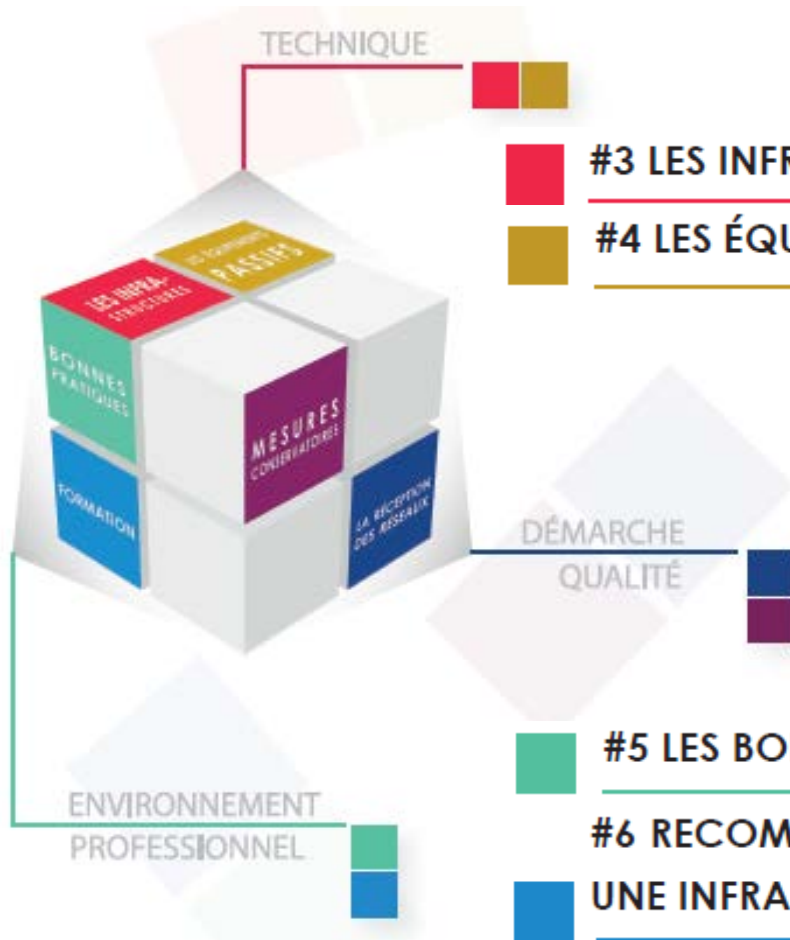 TECHNIQUE
#3 LES INFR
#4 LES ÉQU
LES ÉQUIPEMENTS
PASSIFS
LES INFRA-
STRUCTURES
BONNES
PRATIQUES
MESURES
CONSERVATOIRES
FORMATION
LA RÉCEPTION
DES RÉSEAUX
DÉMARCHE
QUALITÉ
#5 LES BO
ENVIRONNEMENT
PROFESSIONNEL
#6 RECOM
UNE INFRA